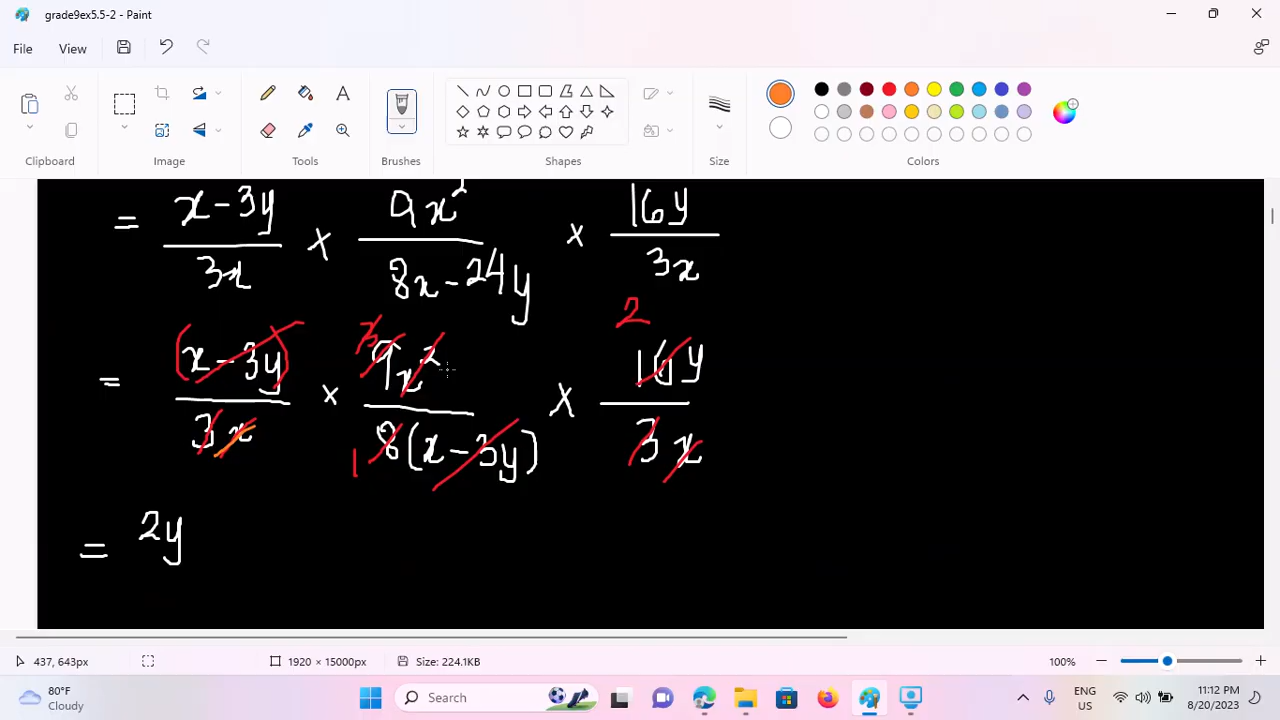 grade9ex5.5-2 - Paint
File View
Clipboard Image Tools Brushes Shapes Size Colors
= x-3y/3x × 9x²/8x-24y × 16y/3x
2
3
= (x-3y)/3x × 9x²/8(x-3y) × 16y/3x
1
= 2y
437, 643px 1920 × 15000px Size: 224.1KB 100%
80°F
Cloudy
Search
ENG
US
11:12 PM
8/20/2023